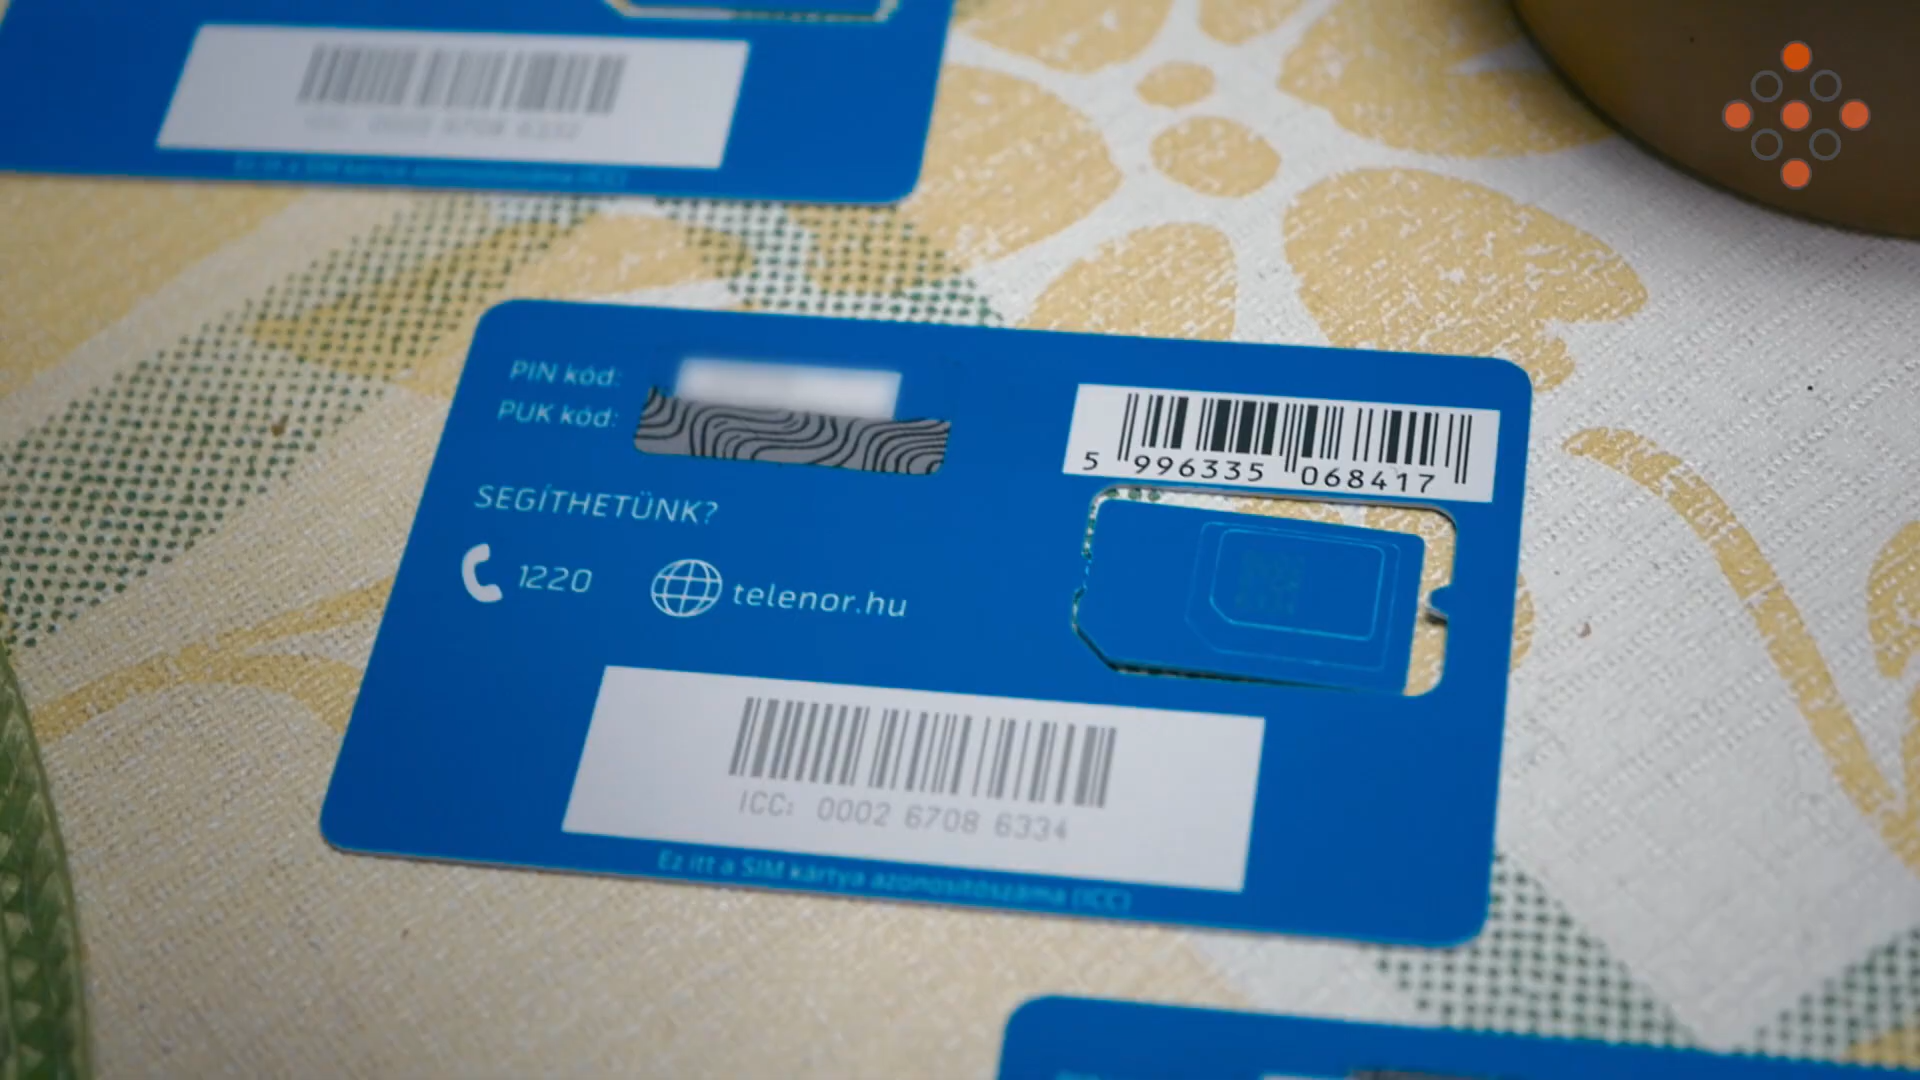 PIN kód:
PUK kód:
5 996335 068417
SEGÍTHETÜNK?
1220
telenor.hu
ICC: 0002 6708 6334
Ez itt a SIM kártya azonosítószáma (ICC)